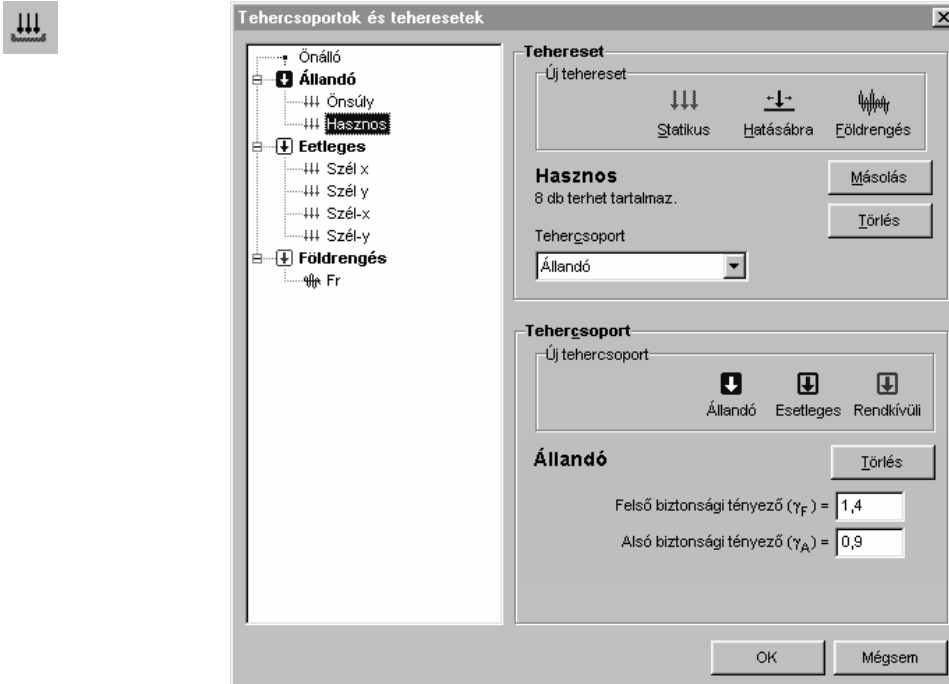 Tehercsoportok és teheresetek
Önálló
Állandó
Önsúly
Hasznos
Eetleges
Szél x
Szél y
Szél-x
Szél-y
Földrengés
Fr
Tehereset
Új tehereset
Statikus Hatásábra Földrengés
Hasznos
8 db terhet tartalmaz.
Másolás
Törlés
Tehercsoport
Állandó
Tehercsoport
Új tehercsoport
Állandó Esetleges Rendkívüli
Állandó
Törlés
Felső biztonsági tényező (γF) = 1,4
Alsó biztonsági tényező (γA) = 0,9
OK Mégsem